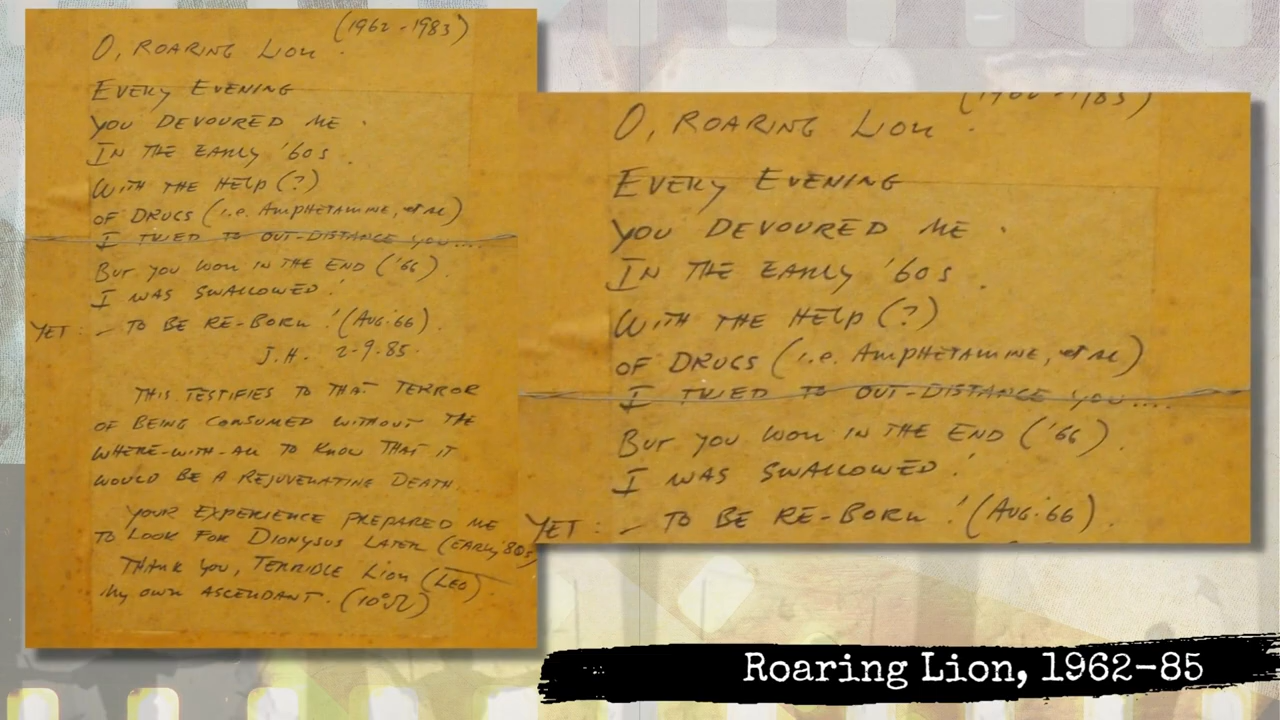 (1962-1983)
O, ROARING LION.
EVERY EVENING
YOU DEVOURED ME.
IN THE EARLY '60s.
WITH THE HELP (?)
OF DRUGS (i.e. AMPHETAMINE, et al)
I TRIED TO OUT-DISTANCE YOU....
BUT YOU WON IN THE END ('66).
I WAS SWALLOWED!
YET: – TO BE RE-BORN! (AUG. 66).
J.H. 2-9-85.
THIS TESTIFIES TO THAT TERROR
OF BEING CONSUMED WITHOUT THE
WHERE-WITH-ALL TO KNOW THAT IT
WOULD BE A REJUVENATING DEATH.
YOUR EXPERIENCE PREPARED ME
TO LOOK FOR DIONYSUS LATER (EARLY '80s)
THANK YOU, TERRIBLE LION (LEO)
MY OWN ASCENDANT. (10°♌)
O, ROARING LION.
EVERY EVENING
YOU DEVOURED ME.
IN THE EARLY '60s.
WITH THE HELP (?)
OF DRUGS (i.e. AMPHETAMINE, et al)
I TRIED TO OUT-DISTANCE YOU....
BUT YOU WON IN THE END ('66).
I WAS SWALLOWED!
YET: – TO BE RE-BORN! (AUG. 66).
Roaring Lion, 1962-85